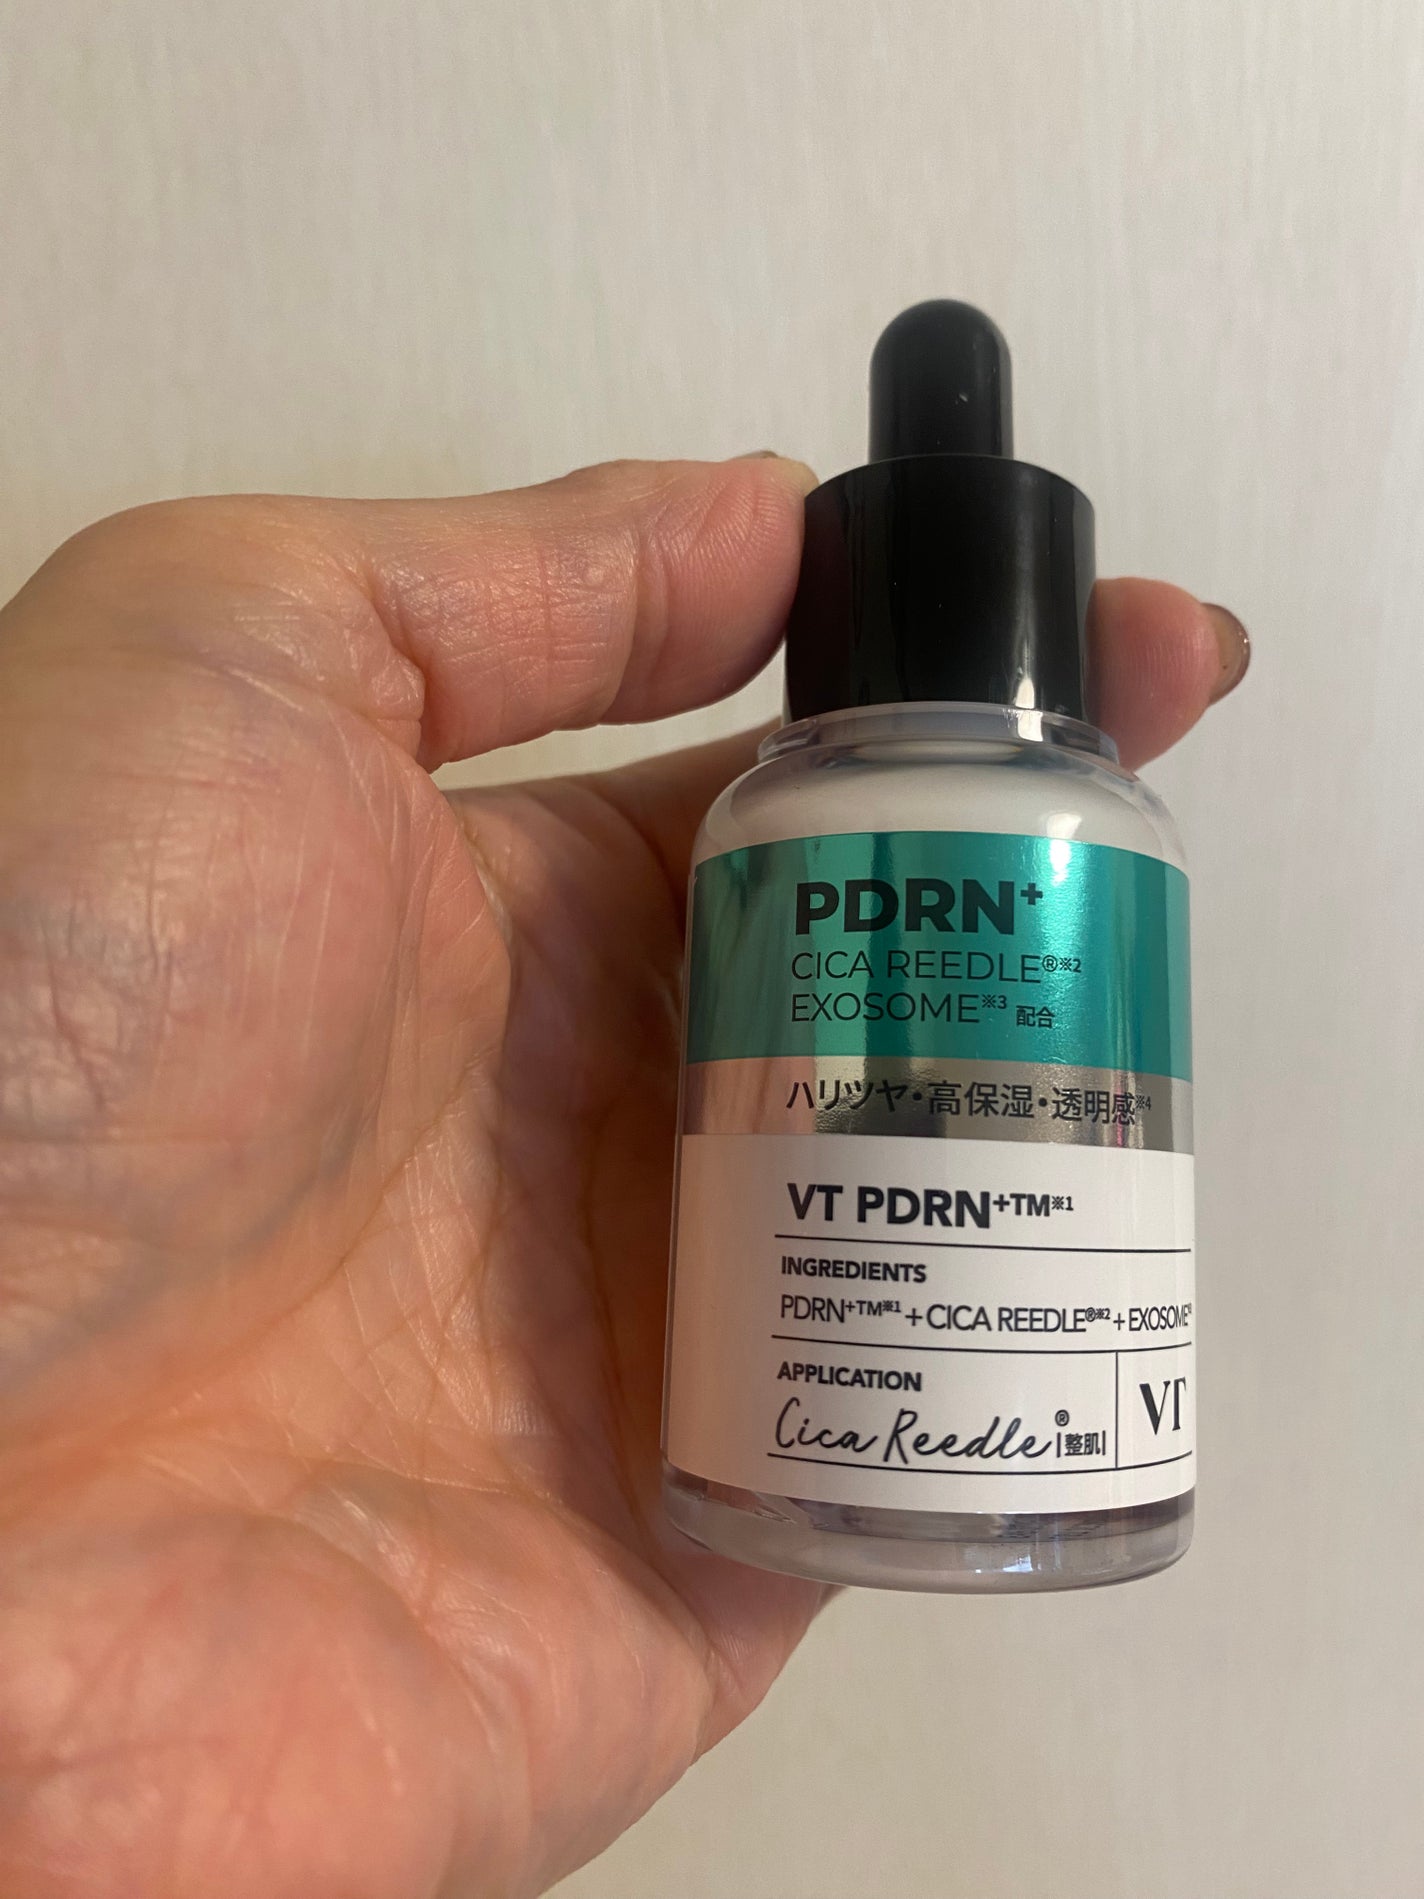 PDRN⁺
CICA REEDLE®※2
EXOSOME※3 配合
ハリツヤ・高保湿・透明感※4
VT PDRN+TM※1
INGREDIENTS
PDRN+TM※1 + CICA REEDLE®※2 + EXOSOME
APPLICATION
Cica Reedle® |整肌|
VT